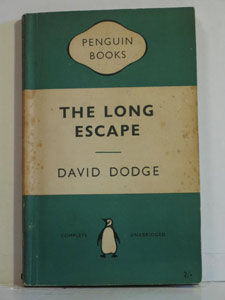 PENGUIN
BOOKS
THE LONG
ESCAPE
DAVID DODGE
COMPLETE UNABRIDGED